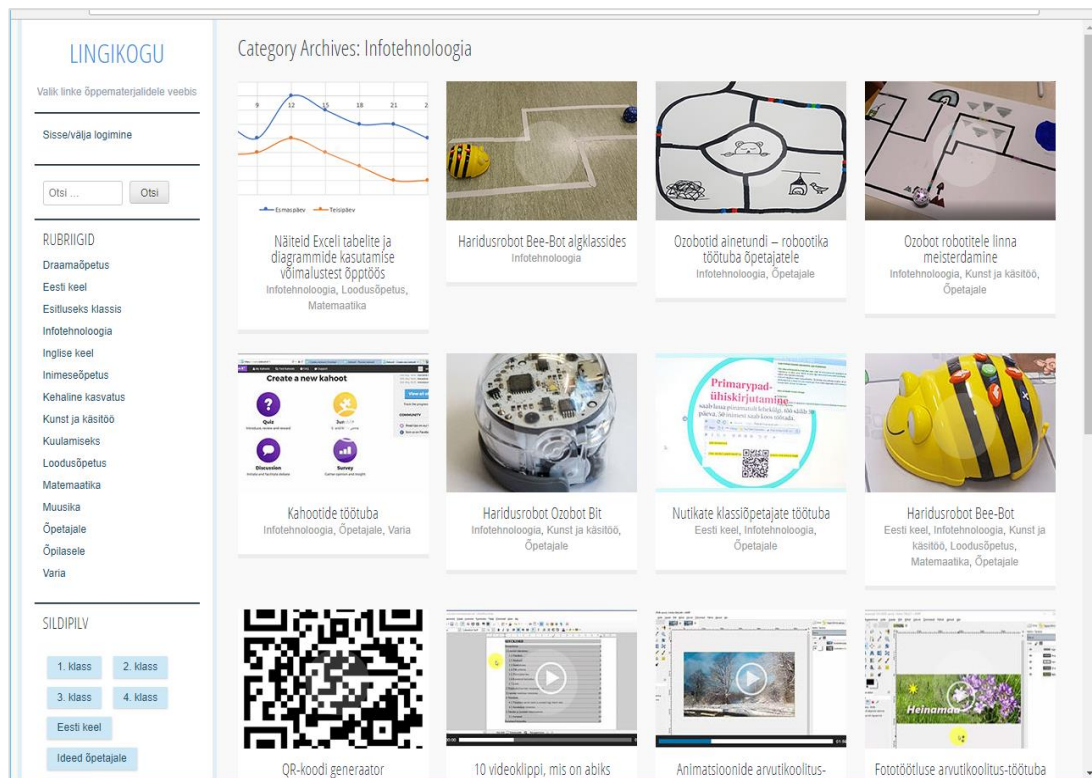 LINGIKOGU
Valik linke õppematerjalidele veebis
Sisse/välja logimine
Otsi ...
Otsi
RUBRIIGID
Draamaõpetus
Eesti keel
Esitluseks klassis
Infotehnoloogia
Inglise keel
Inimeseõpetus
Kehaline kasvatus
Kunst ja käsitöö
Kuulamiseks
Loodusõpetus
Matemaatika
Muusika
Õpetajale
Õpilasele
Varia
SILDIPILV
1. klass
2. klass
3. klass
4. klass
Eesti keel
Ideed õpetajale
Category Archives: Infotehnoloogia
9 12 15 18 21 2
Esmaspäev Teisipäev
Näiteid Exceli tabelite ja
diagrammide kasutamise
võimalustest õpptöös
Infotehnoloogia, Loodusõpetus,
Matemaatika
Haridusrobot Bee-Bot algklassides
Infotehnoloogia
Ozobotid ainetundi – robootika
töötuba õpetajatele
Infotehnoloogia, Õpetajale
Ozobot robotitele linna
meisterdamine
Infotehnoloogia, Kunst ja käsitöö,
Õpetajale
Create a new kahoot
Quiz
Discussion
Survey
COMMUNITY
Kahootide töötuba
Infotehnoloogia, Õpetajale, Varia
Haridusrobot Ozobot Bit
Infotehnoloogia, Kunst ja käsitöö,
Õpetajale
Primarypad-
ühiskirjutamine
Nutikate klassiõpetajate töötuba
Eesti keel, Infotehnoloogia,
Õpetajale
Haridusrobot Bee-Bot
Eesti keel, Infotehnoloogia, Kunst ja
käsitöö, Loodusõpetus,
Matemaatika, Õpetajale
QR-koodi generaator
10 videoklippi, mis on abiks
Animatsioonide arvutikoolitus-
Heinamaa
Fototöötluse arvutikoolitus-töötuba